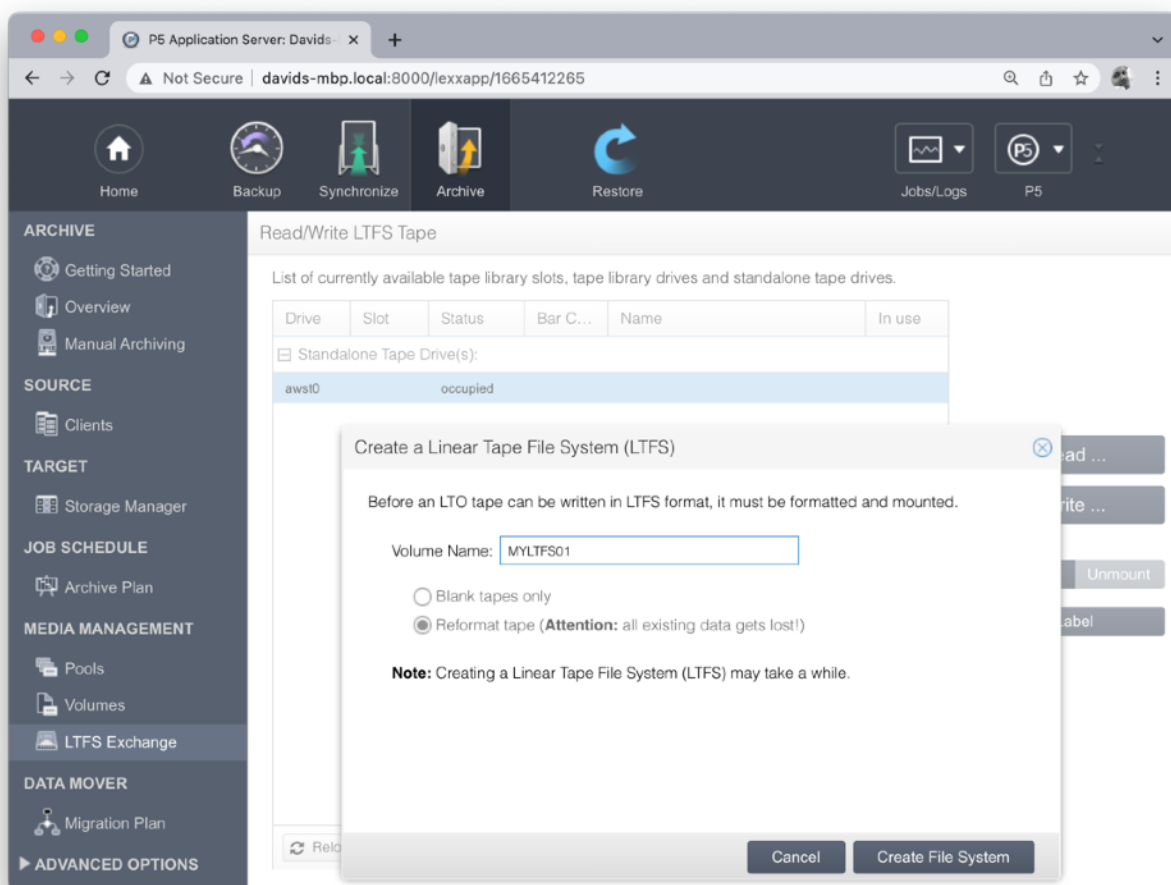 P5 Application Server: Davids-
Not Secure | davids-mbp.local:8000/lexxapp/1665412265
Home
Backup
Synchronize
Archive
Restore
Jobs/Logs
P5
P5
ARCHIVE
Getting Started
Overview
Manual Archiving
SOURCE
Clients
TARGET
Storage Manager
JOB SCHEDULE
Archive Plan
MEDIA MANAGEMENT
Pools
Volumes
LTFS Exchange
DATA MOVER
Migration Plan
ADVANCED OPTIONS
Read/Write LTFS Tape
List of currently available tape library slots, tape library drives and standalone tape drives.
Drive Slot Status Bar C... Name In use
Standalone Tape Drive(s):
awst0 occupied
ead ...
ite ...
Unmount
abel
Relo
Create a Linear Tape File System (LTFS)
Before an LTO tape can be written in LTFS format, it must be formatted and mounted.
Volume Name: MYLTFS01
Blank tapes only
Reformat tape (Attention: all existing data gets lost!)
Note: Creating a Linear Tape File System (LTFS) may take a while.
Cancel
Create File System